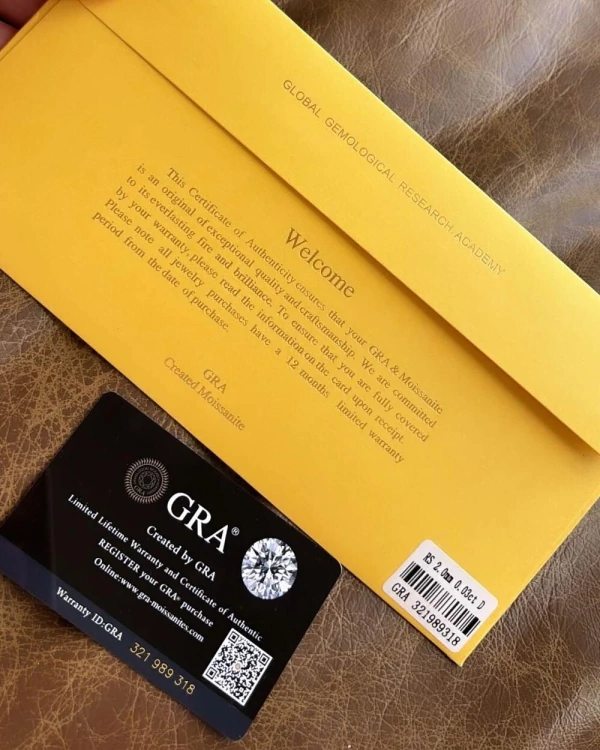 GLOBAL GEMOLOGICAL RESEARCH ACADEMY
Welcome
This Certificate of Authenticity ensures that your GRA & Moissanite
is an original of exceptional quality and craftsmanship. We are committed
to its everlasting fire and brilliance. To ensure that you are fully covered
by your warranty, please read the information on the card upon receipt.
Please note all jewelry purchases have a 12 months limited warranty
period from the date of purchase.
GRA
Created Moissanite
RS 2.0mm 0.03ct D
GRA 321989318
GRA®
Created by GRA
Limited Lifetime Warranty and Certificate of Authentic
REGISTER your GRA® purchase
Online:www.gra-moissanites.com
Warranty ID:GRA 321 989 318